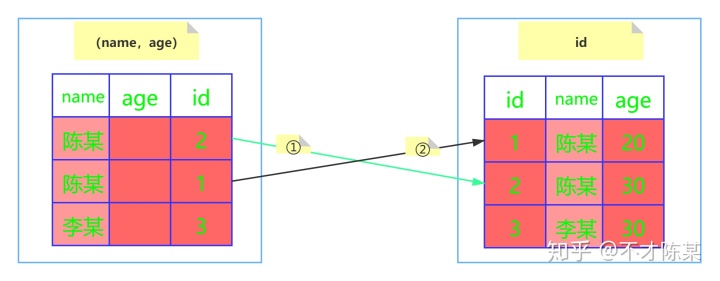 (name，age)
name age id
陈某 2
陈某 1
李某 3
①
②
id
id name age
1 陈某 20
2 陈某 30
3 李某 30
知乎 @不才陈某